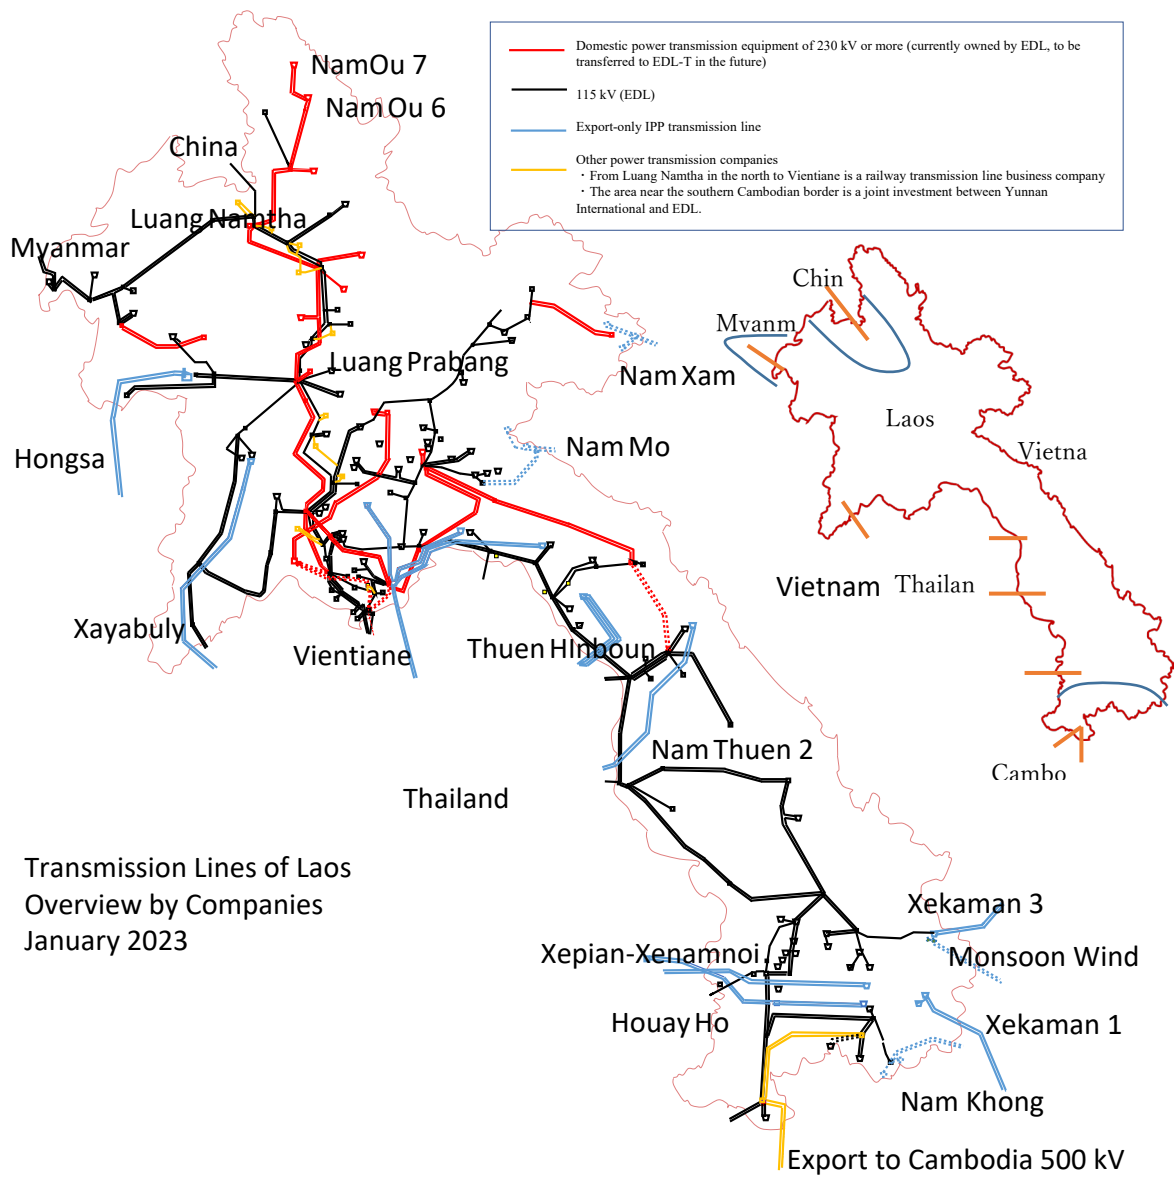 Domestic power transmission equipment of 230 kV or more (currently owned by EDL, to be
transferred to EDL-T in the future)
115 kV (EDL)
Export-only IPP transmission line
Other power transmission companies
・From Luang Namtha in the north to Vientiane is a railway transmission line business company
・The area near the southern Cambodian border is a joint investment between Yunnan
International and EDL.
NamOu 7
Nam Ou 6
China
Luang Namtha
Myanmar
Luang Prabang
Nam Xam
Hongsa
Nam Mo
Xayabuly
Vientiane
Thuen HInboun
Vietnam
Nam Thuen 2
Thailand
Transmission Lines of Laos
Overview by Companies
January 2023
Xekaman 3
Xepian-Xenamnoi
Monsoon Wind
Houay Ho
Xekaman 1
Nam Khong
Export to Cambodia 500 kV
Chin
Mvanm
Laos
Vietna
Thailan
Cambo